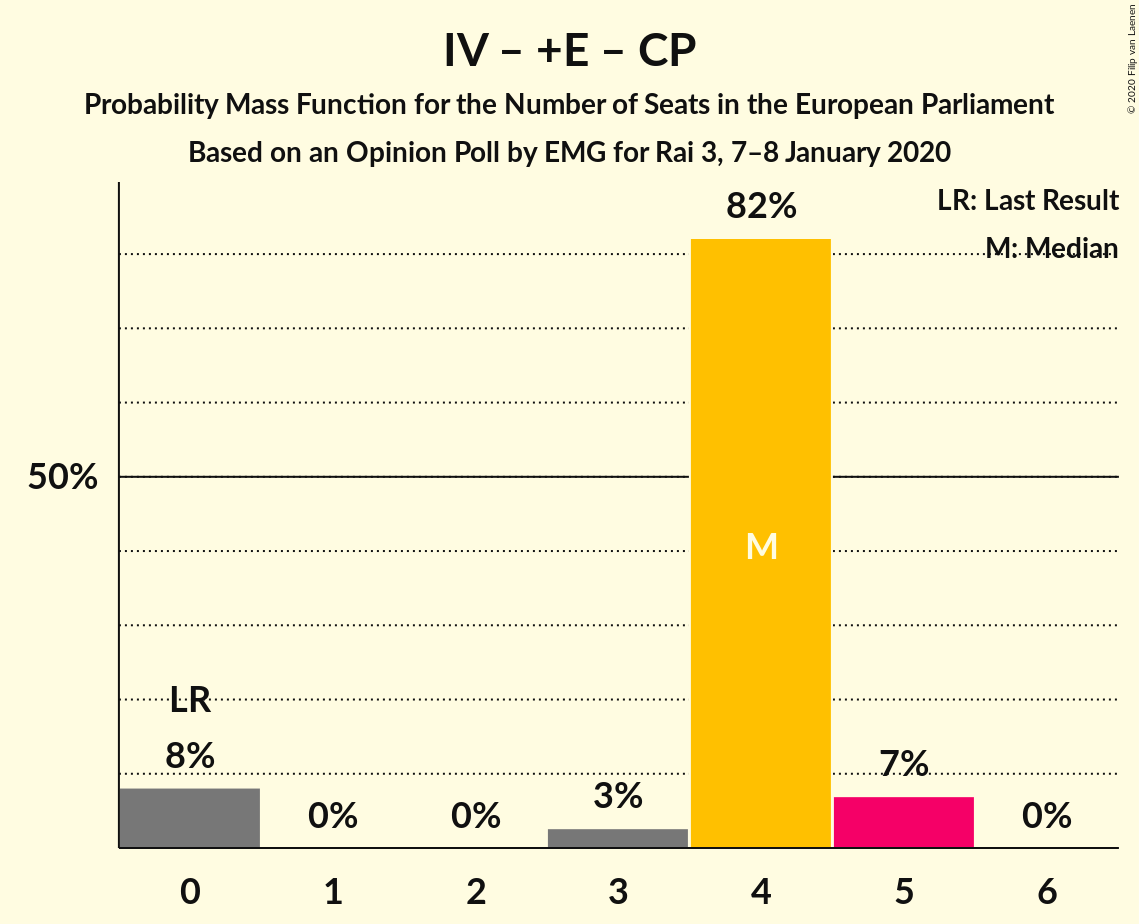 IV – +E – CP
Probability Mass Function for the Number of Seats in the European Parliament
Based on an Opinion Poll by EMG for Rai 3, 7–8 January 2020
© 2020 Filip van Laenen
LR: Last Result
M: Median
82%
50%
M
LR
8%
0%
0%
3%
7%
0%
0 1 2 3 4 5 6